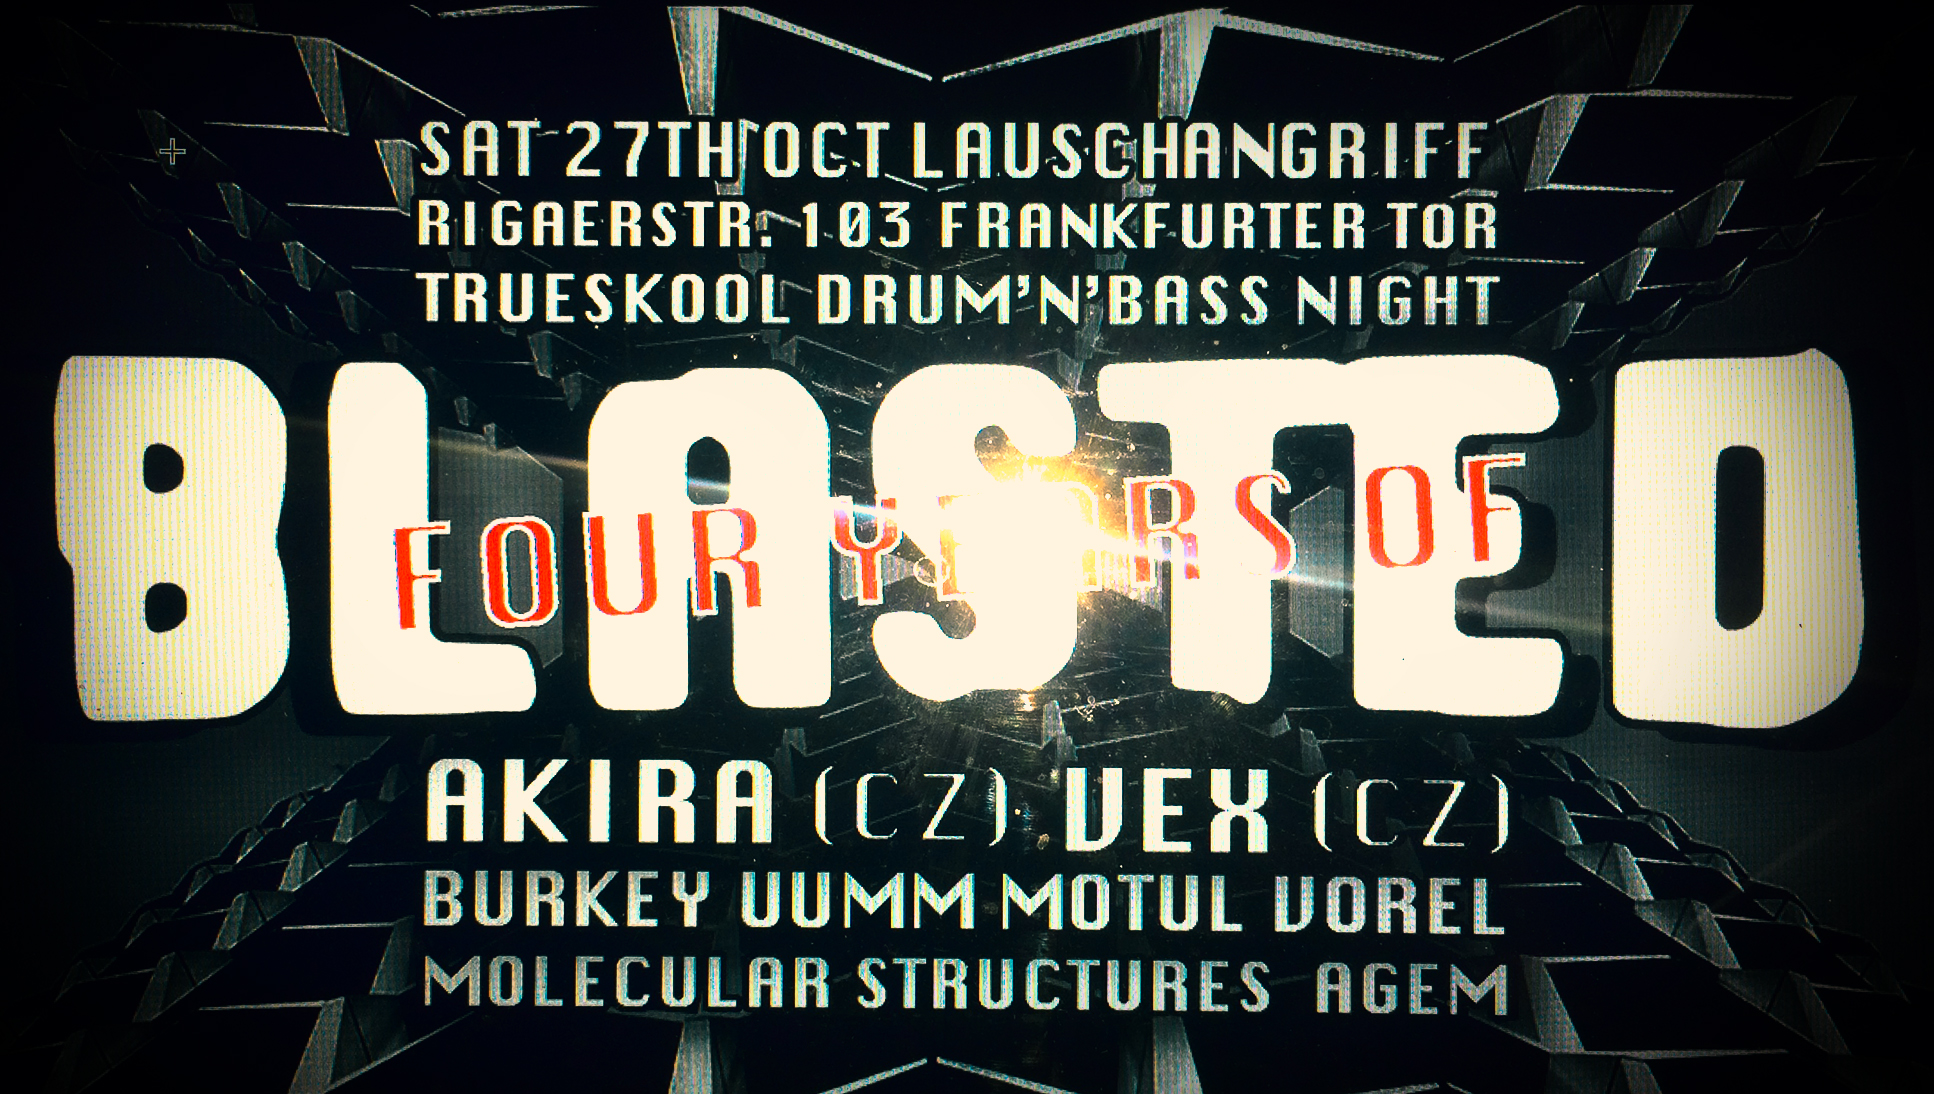 SAT 27TH OCT LAUSCHANGRIFF
RIGAERSTR. 103 FRANKFURTER TOR
TRUESKOOL DRUM'N'BASS NIGHT
FOUR YEARS OF
BLASTED
AKIRA (CZ) VEX (CZ)
BURKEY UUMM MOTUL VOREL
MOLECULAR STRUCTURES AGEM